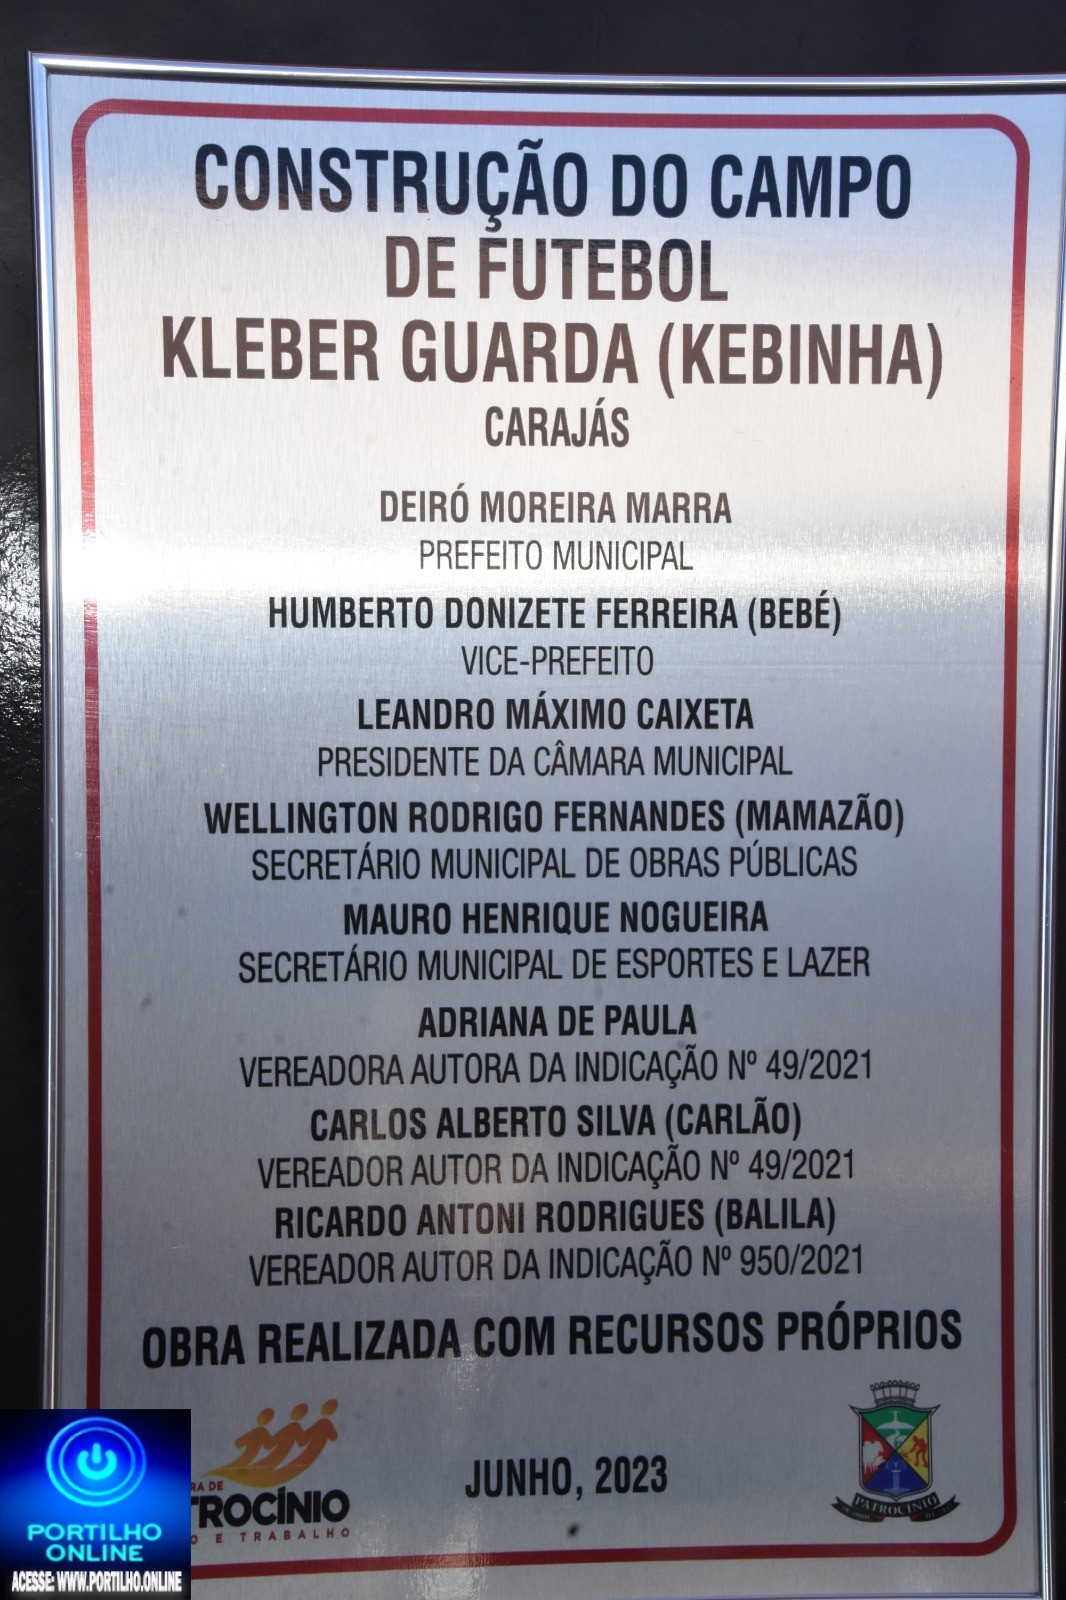 CONSTRUÇÃO DO CAMPO
DE FUTEBOL
KLEBER GUARDA (KEBINHA)
CARAJÁS
DEIRÓ MOREIRA MARRA
PREFEITO MUNICIPAL
HUMBERTO DONIZETE FERREIRA (BEBÉ)
VICE-PREFEITO
LEANDRO MÁXIMO CAIXETA
PRESIDENTE DA CÂMARA MUNICIPAL
WELLINGTON RODRIGO FERNANDES (MAMAZÃO)
SECRETÁRIO MUNICIPAL DE OBRAS PÚBLICAS
MAURO HENRIQUE NOGUEIRA
SECRETÁRIO MUNICIPAL DE ESPORTES E LAZER
ADRIANA DE PAULA
VEREADORA AUTORA DA INDICAÇÃO Nº 49/2021
CARLOS ALBERTO SILVA (CARLÃO)
VEREADOR AUTOR DA INDICAÇÃO Nº 49/2021
RICARDO ANTONI RODRIGUES (BALILA)
VEREADOR AUTOR DA INDICAÇÃO Nº 950/2021
OBRA REALIZADA COM RECURSOS PRÓPRIOS
RA DE
TROCÍNIO
O E TRABALHO
JUNHO, 2023
PATROCÍNIO
PORTILHO
ONLINE
ACESSE: WWW.PORTILHO.ONLINE